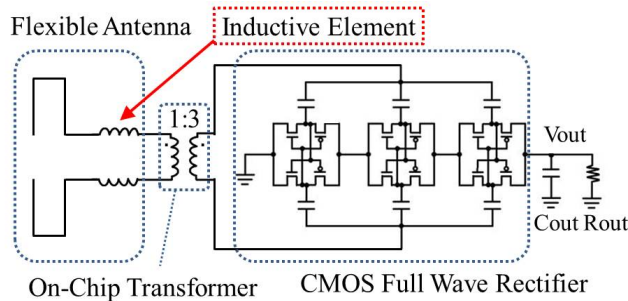 Flexible Antenna
Inductive Element
1:3
Vout
Cout Rout
On-Chip Transformer
CMOS Full Wave Rectifier